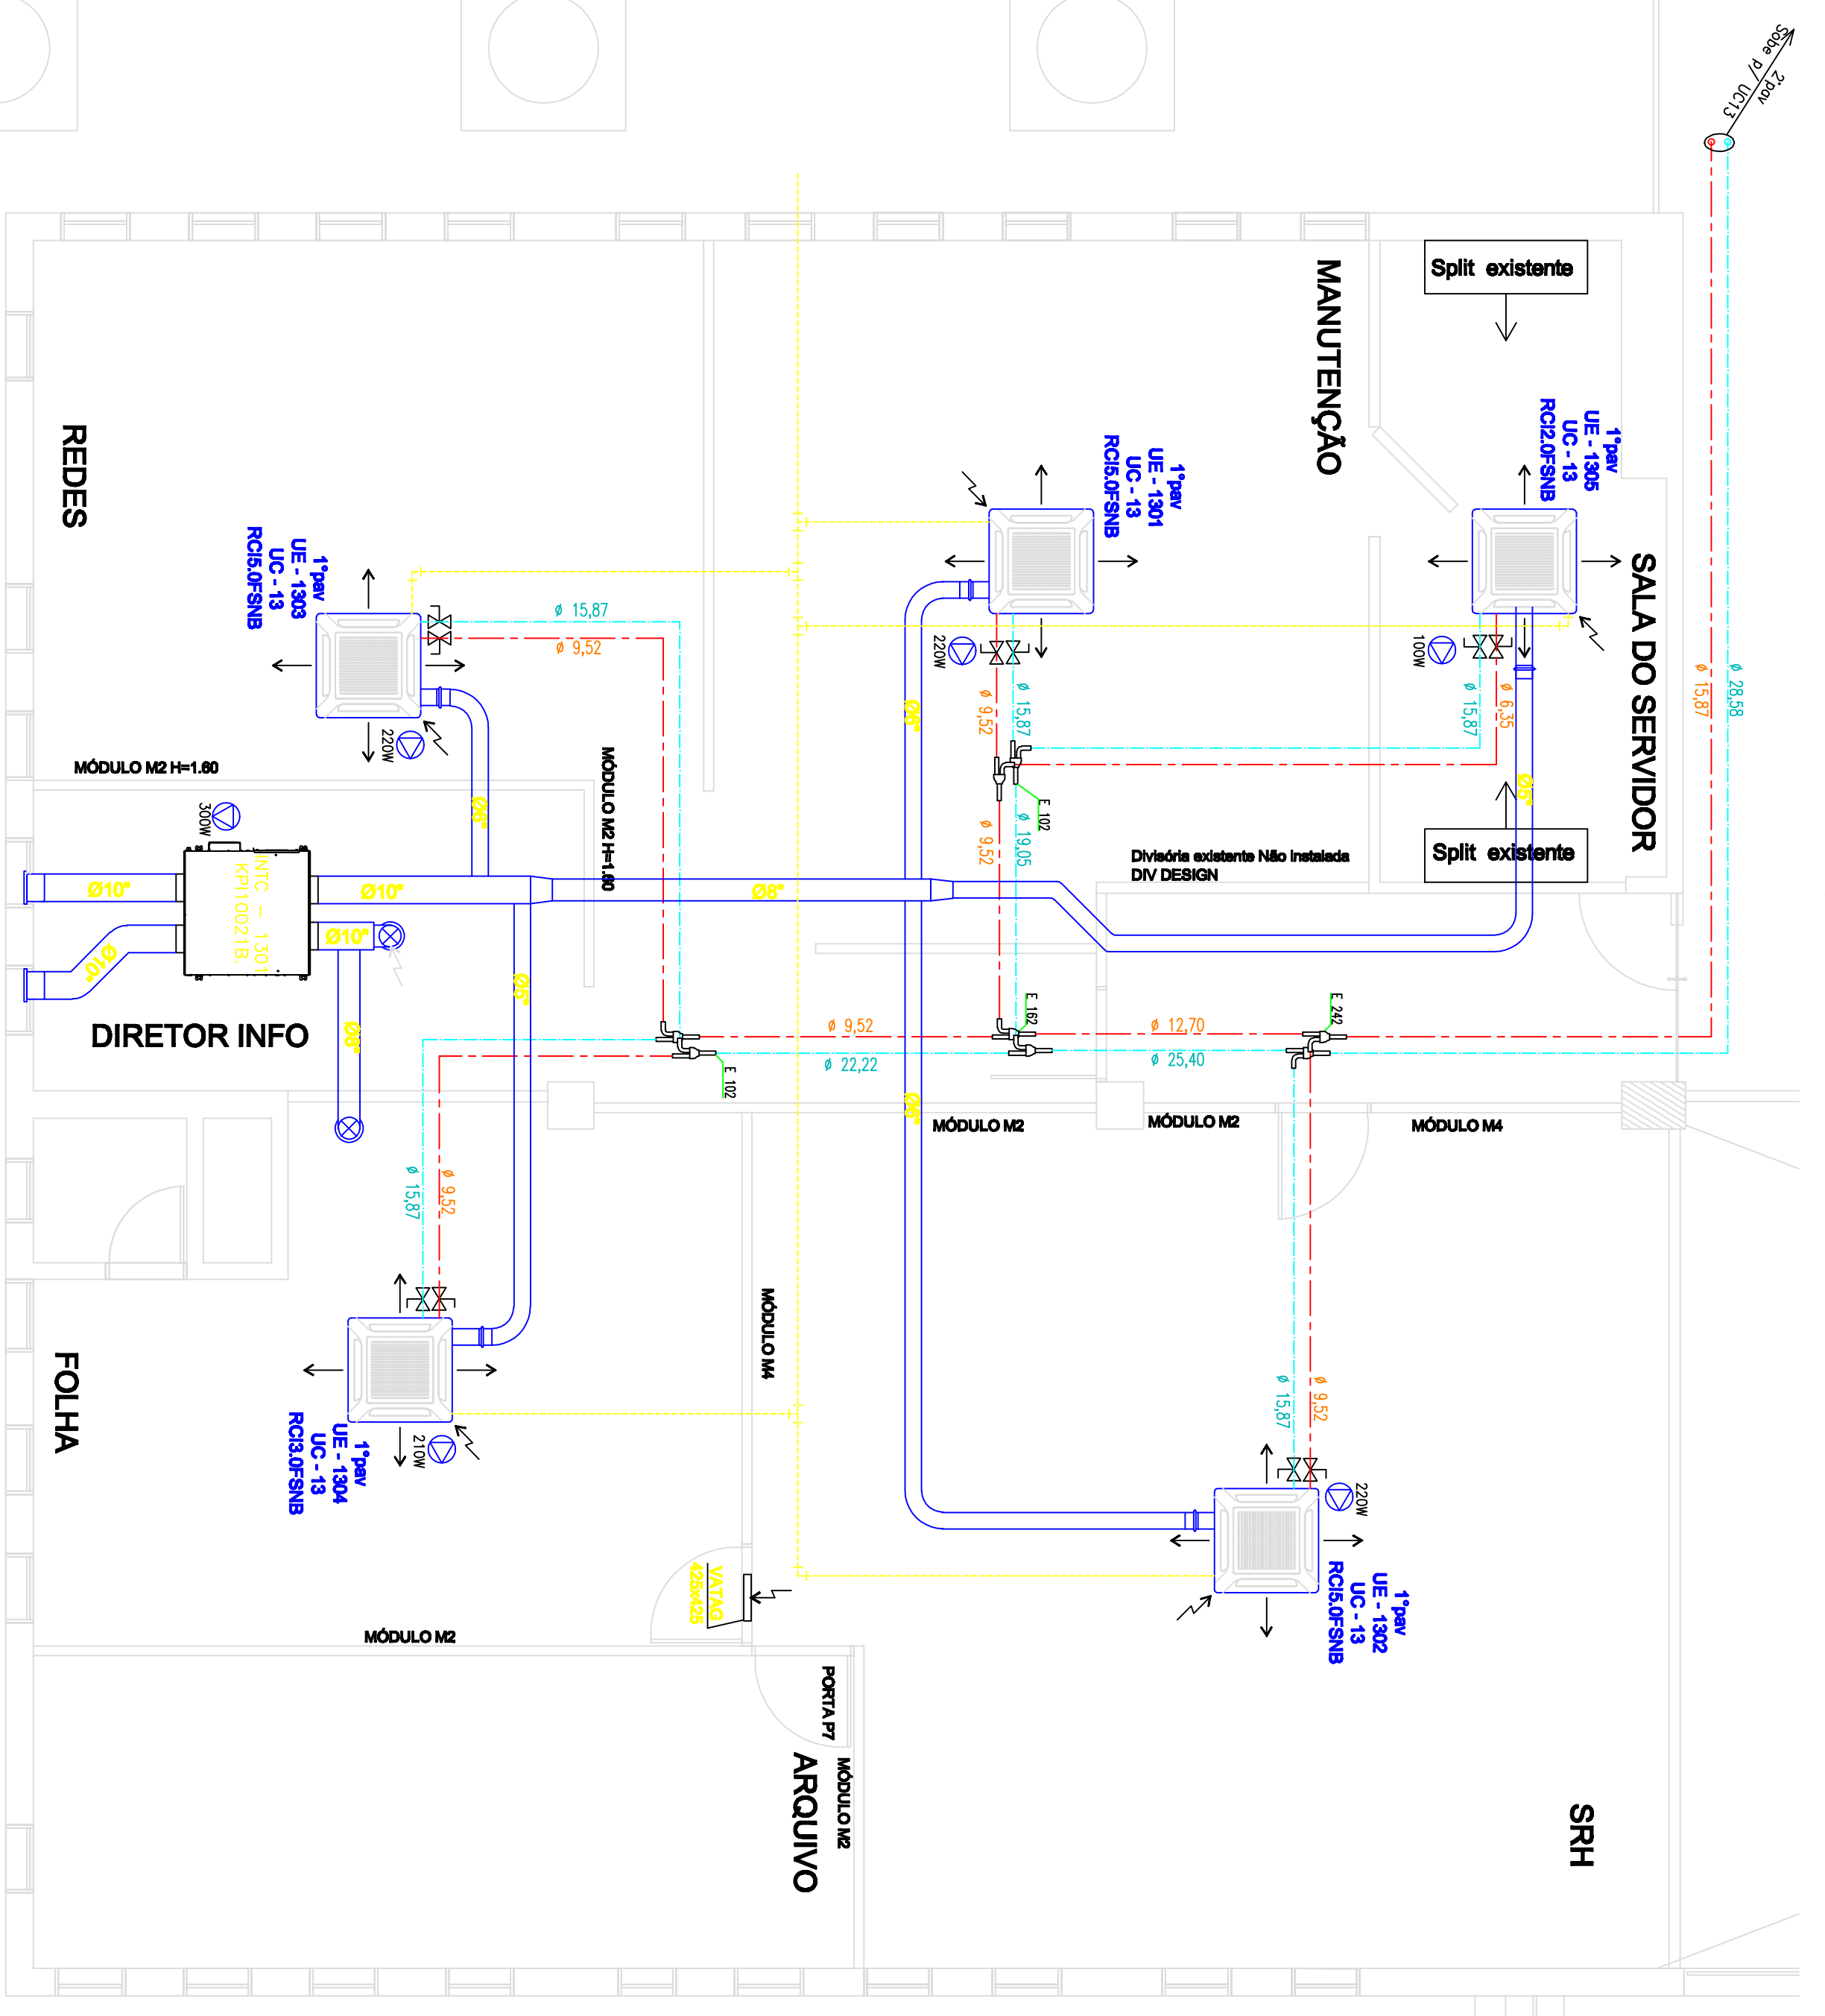 2°pav
Sobe p/ UC13
Split existente
MANUTENÇÃO
1°pav
UE - 1305
UC - 13
RCI2.0FSNB
SALA DO SERVIDOR
100W
ø 6,35
ø 15,87
ø 28,58
ø 15,87
Ø5"
Split existente
1°pav
UE - 1301
UC - 13
RCI5.0FSNB
220W
ø 15,87
ø 9,52
E 102
ø 19,05
ø 9,52
Ø6"
Divisória existente Não Instalada
DIV DESIGN
REDES
1°pav
UE - 1303
UC - 13
RCI5.0FSNB
220W
ø 15,87
ø 9,52
MÓDULO M2 H=1.60
MÓDULO M2 H=1.60
Ø6"
300W
INTC - 1301
KPI10021B.
Ø10"
Ø10"
Ø10"
Ø10"
Ø8"
Ø8"
Ø5"
DIRETOR INFO
E 162
E 242
E 102
ø 9,52
ø 22,22
ø 12,70
ø 25,40
Ø6"
MÓDULO M2
MÓDULO M2
MÓDULO M4
ø 9,52
ø 15,87
MÓDULO M4
FOLHA
1°pav
UE - 1304
UC - 13
RCI3.0FSNB
210W
ø 9,52
ø 15,87
220W
1°pav
UE - 1302
UC - 13
RCI5.0FSNB
VATAG
425x425
MÓDULO M2
PORTA P7
MÓDULO M2
ARQUIVO
SRH